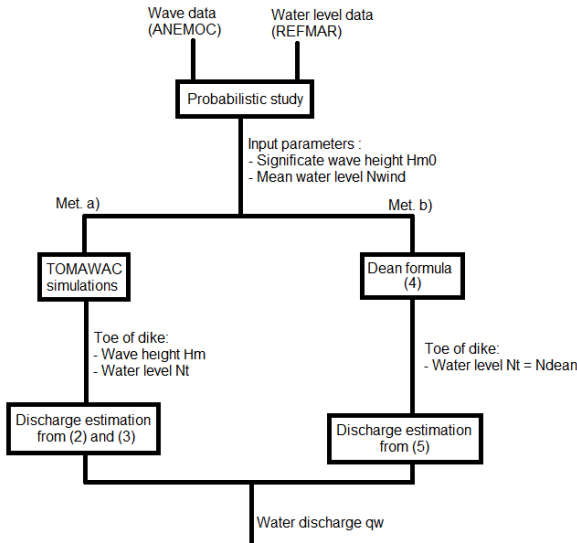 Wave data
(ANEMOC)
Water level data
(REFMAR)
Probabilistic study
Input parameters :
- Significate wave height Hm0
- Mean water level Nwind
Met. a)
Met. b)
TOMAWAC
simulations
Dean formula
(4)
Toe of dike:
- Wave height Hm
- Water level Nt
Toe of dike:
- Water level Nt = Ndean
Discharge estimation
from (2) and (3)
Discharge estimation
from (5)
Water discharge qw